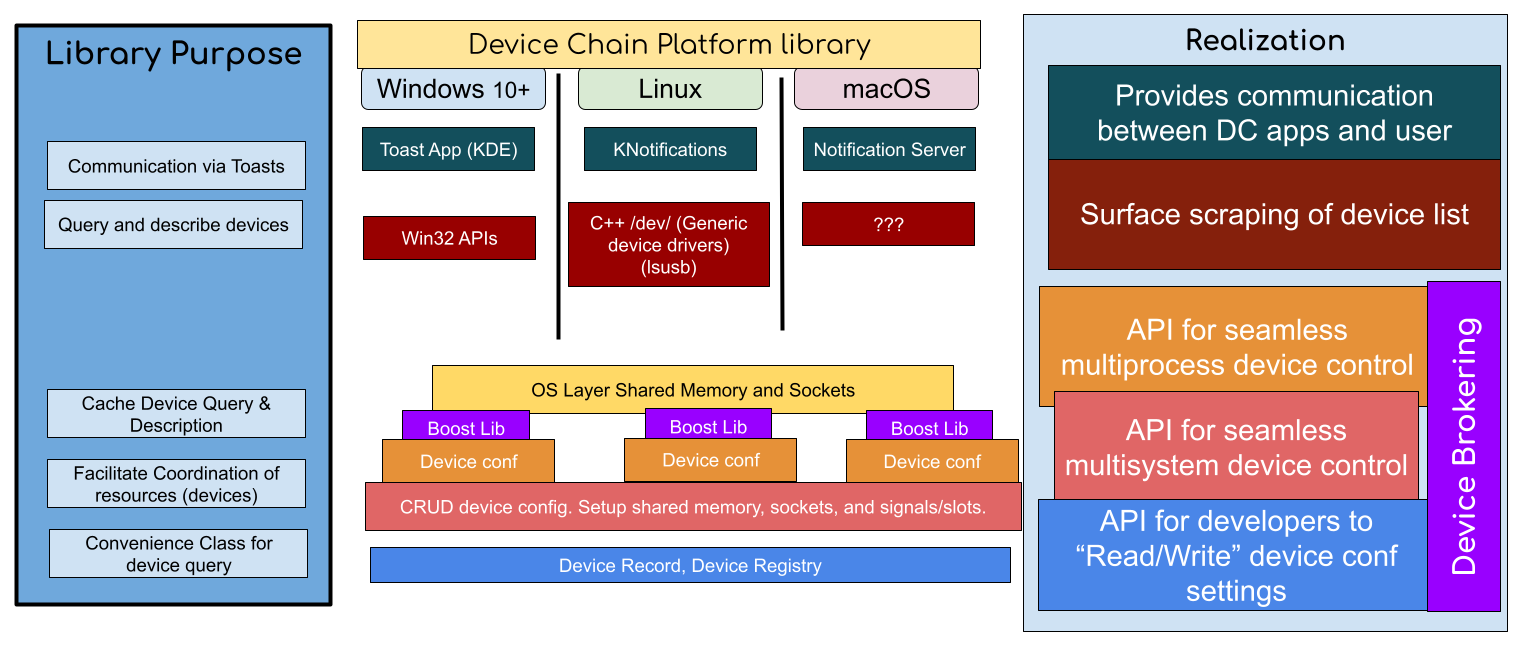 Library Purpose
Communication via Toasts
Query and describe devices
Cache Device Query &
Description
Facilitate Coordination of
resources (devices)
Convenience Class for
device query
Device Chain Platform library
Windows 10+
Linux
macOS
Toast App (KDE)
KNotifications
Notification Server
Win32 APIs
C++ /dev/ (Generic
device drivers)
(lsusb)
???
OS Layer Shared Memory and Sockets
Boost Lib
Boost Lib
Boost Lib
Device conf
Device conf
Device conf
CRUD device config. Setup shared memory, sockets, and signals/slots.
Device Record, Device Registry
Realization
Provides communication
between DC apps and user
Surface scraping of device list
API for seamless
multiprocess device control
API for seamless
multisystem device control
API for developers to
“Read/Write” device conf
settings
Device Brokering